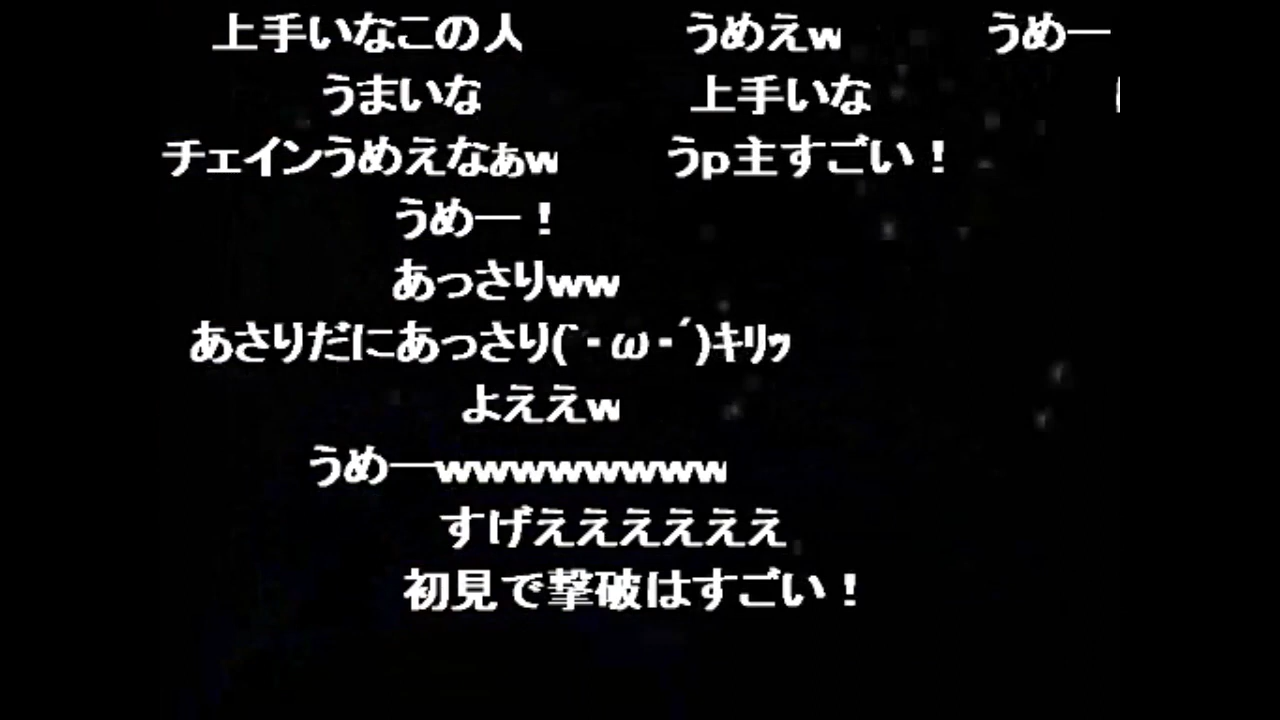 上手いなこの人 うめえw うめー
うまいな 上手いな
チェインうめえなぁw うp主すごい！
うめー！
あっさりww
あさりだにあっさり(｀・ω・´)ｷﾘｯ
よええw
うめーwwwwwwww
すげえええええええ
初見で撃破はすごい！